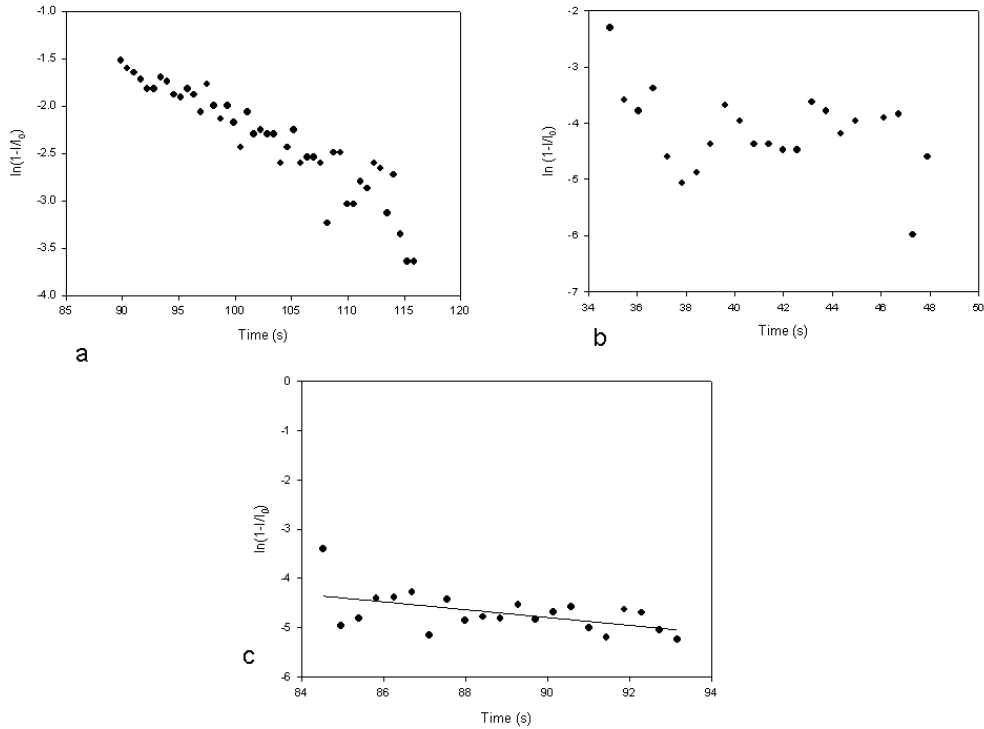 -1.0
-1.5
-2.0
-2.5
-3.0
-3.5
-4.0
ln(1-I/I0)
85 90 95 100 105 110 115 120
Time (s)
a
-2
-3
-4
-5
-6
-7
ln (1-I/I0)
34 36 38 40 42 44 46 48 50
Time (s)
b
0
-1
-2
-3
-4
-5
-6
ln(1-I/I0)
84 86 88 90 92 94
Time (s)
c